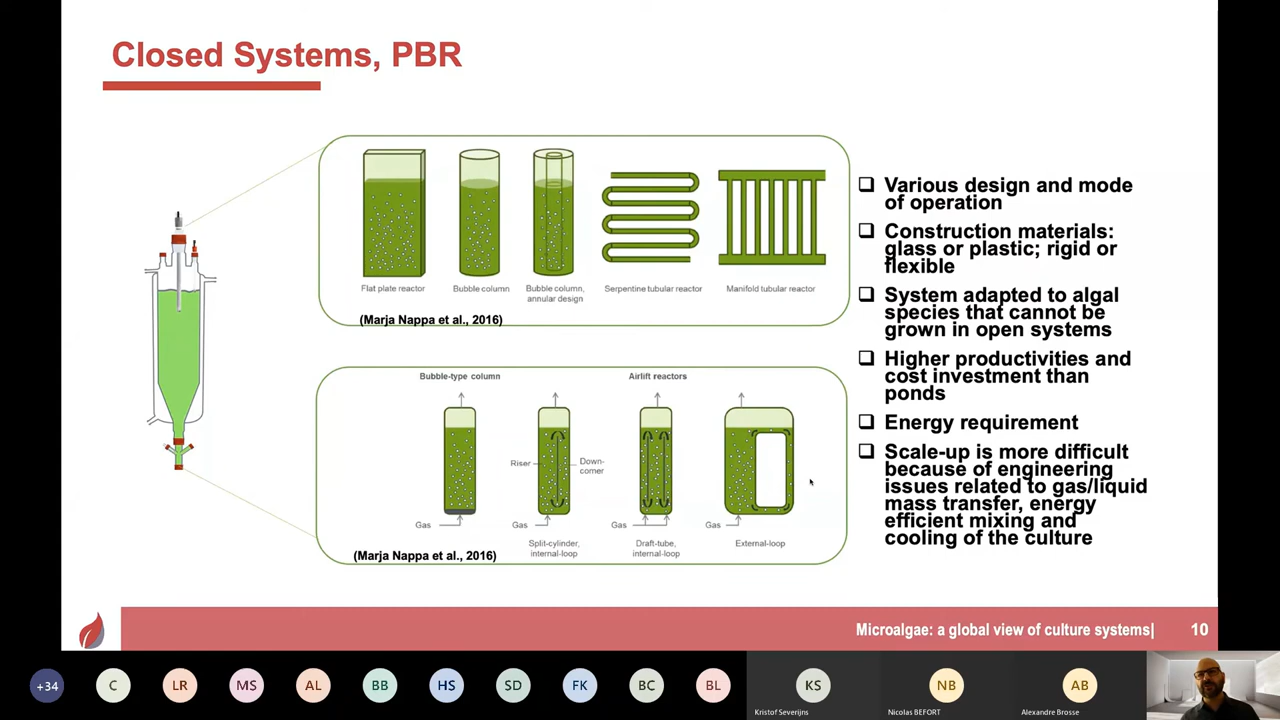 Closed Systems, PBR
Flat plate reactor
Bubble column
Bubble column,
annular design
Serpentine tubular reactor
Manifold tubular reactor
(Marja Nappa et al., 2016)
Bubble-type column
Airlift reactors
Riser
Down-
comer
Gas
Gas
Gas
Gas
Split-cylinder,
internal-loop
Draft-tube,
internal-loop
External-loop
(Marja Nappa et al., 2016)
Various design and mode
of operation
Construction materials:
glass or plastic; rigid or
flexible
System adapted to algal
species that cannot be
grown in open systems
Higher productivities and
cost investment than
ponds
Energy requirement
Scale-up is more difficult
because of engineering
issues related to gas/liquid
mass transfer, energy
efficient mixing and
cooling of the culture
Microalgae: a global view of culture systems| 10
+34
C
LR
MS
AL
BB
HS
SD
FK
BC
BL
KS
Kristof Severijns
NB
Nicolas BEFORT
AB
Alexandre Brosse